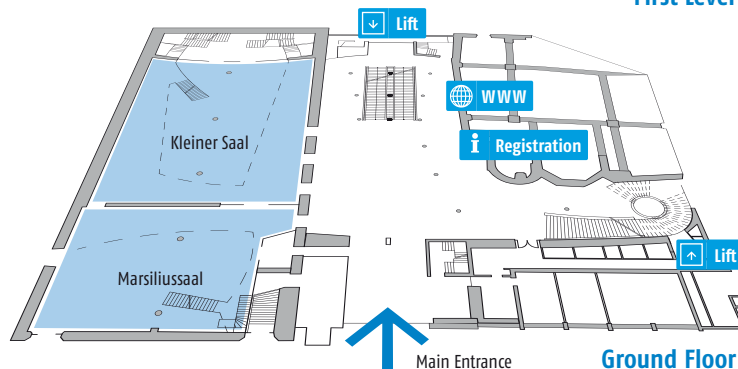 First Level
Lift
WWW
Kleiner Saal
i Registration
Lift
Marsiliussaal
Main Entrance
Ground Floor